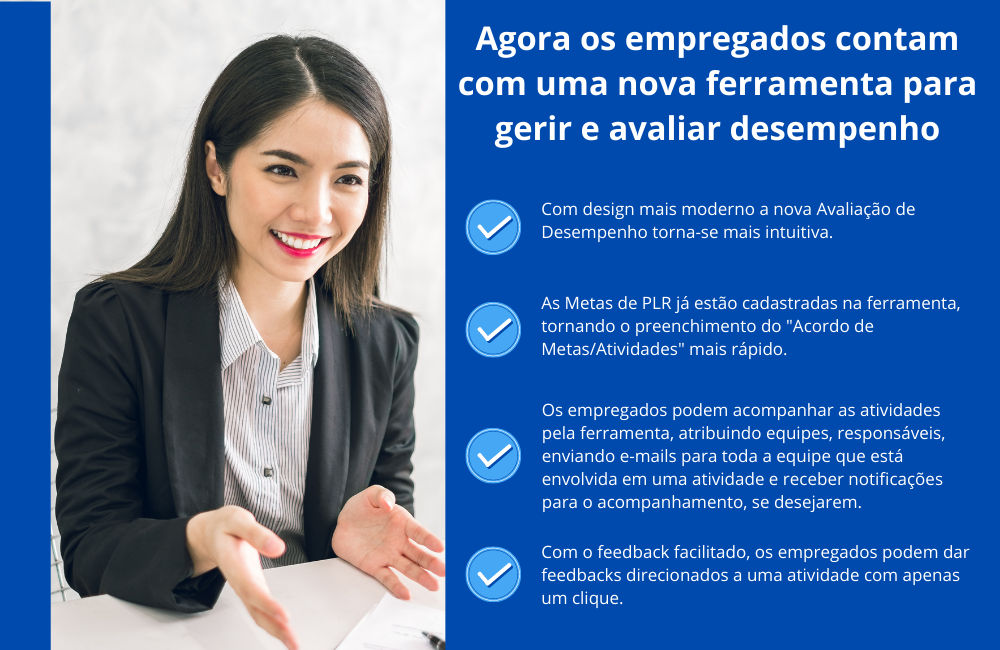 Agora os empregados contam
com uma nova ferramenta para
gerir e avaliar desempenho
Com design mais moderno a nova Avaliação de
Desempenho torna-se mais intuitiva.
As Metas de PLR já estão cadastradas na ferramenta,
tornando o preenchimento do "Acordo de
Metas/Atividades" mais rápido.
Os empregados podem acompanhar as atividades
pela ferramenta, atribuindo equipes, responsáveis,
enviando e-mails para toda a equipe que está
envolvida em uma atividade e receber notificações
para o acompanhamento, se desejarem.
Com o feedback facilitado, os empregados podem dar
feedbacks direcionados a uma atividade com apenas
um clique.